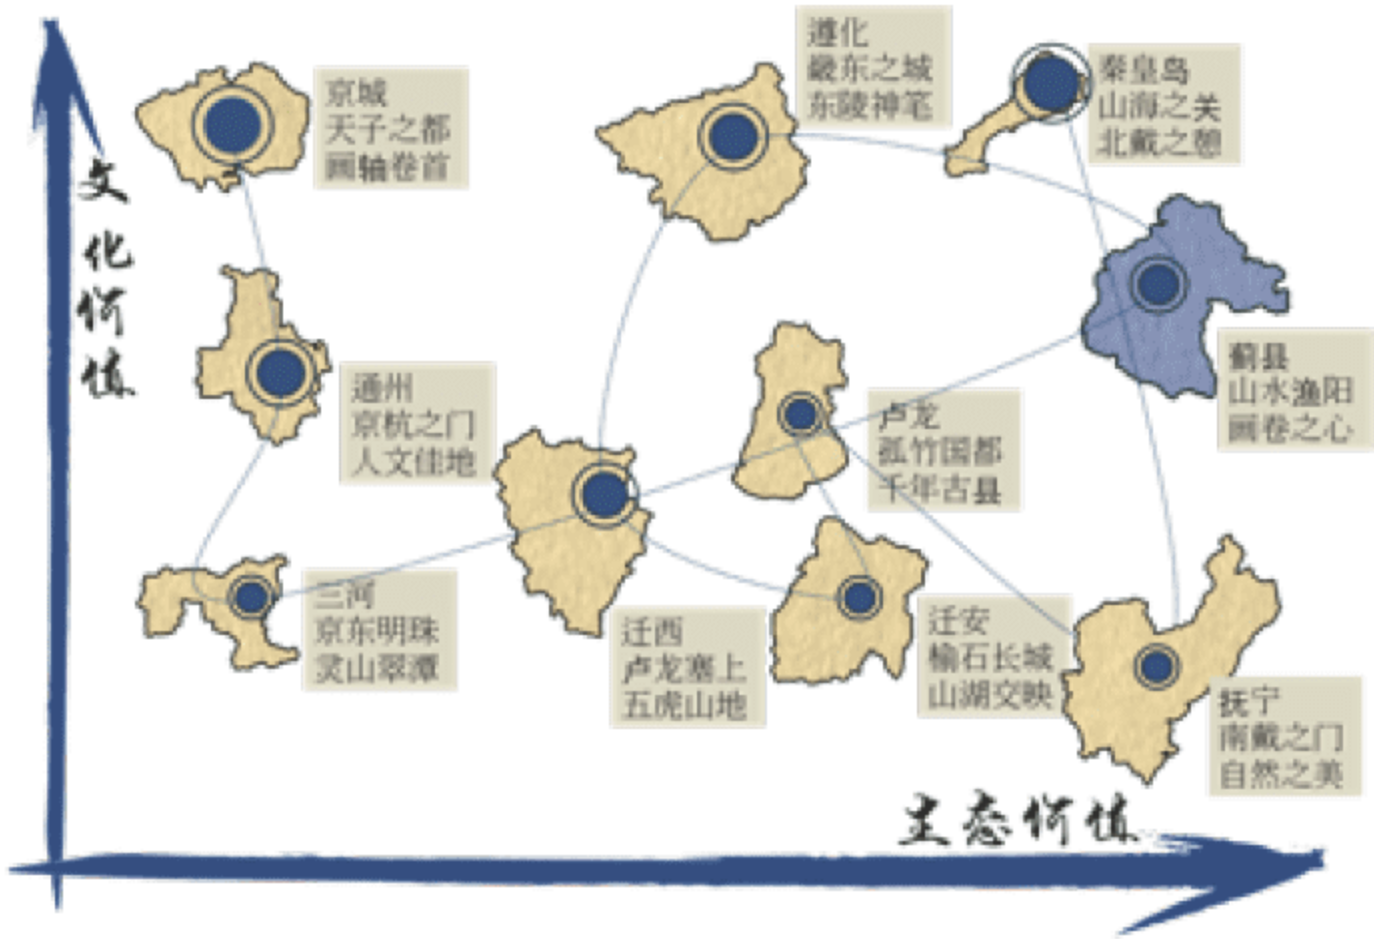 文化价值
京城
天子之都
画轴卷首
遵化
畿东之城
东陵神笔
秦皇岛
山海之关
北戴之憩
通州
京杭之门
人文佳地
卢龙
孤竹国都
千年古县
蓟县
山水渔阳
画卷之心
三河
京东明珠
灵山翠潭
迁西
卢龙塞上
五虎山地
迁安
榆石长城
山湖交映
抚宁
南戴之门
自然之美
生态价值